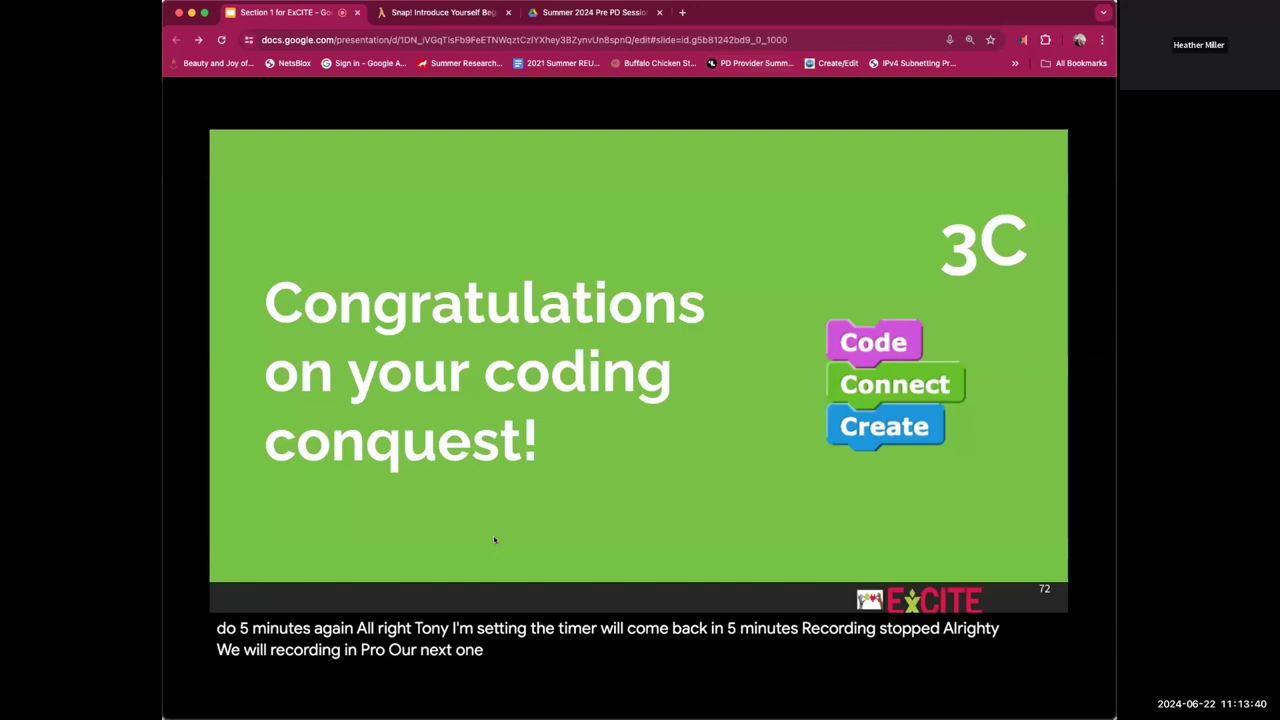 Section 1 for ExCITE - Go
Snap! Introduce Yourself Beg
Summer 2024 Pre PD Sessio
docs.google.com/presentation/d/1DN_iVGqTIsFb9FeETNWqztCzIYXhey3BZynvUn8spnQ/edit#slide=id.g5b81242bd9_0_1000
Beauty and Joy of...
NetsBlox
Sign in - Google A...
Summer Research...
2021 Summer REU...
Buffalo Chicken St...
PD Provider Summ...
Create/Edit
IPv4 Subnetting Pr...
»
All Bookmarks
Heather Miller
3C
Congratulations
on your coding
conquest!
Code
Connect
Create
72
ExCITE
do 5 minutes again All right Tony I'm setting the timer will come back in 5 minutes Recording stopped Alrighty
We will recording in Pro Our next one
2024-06-22 11:13:40